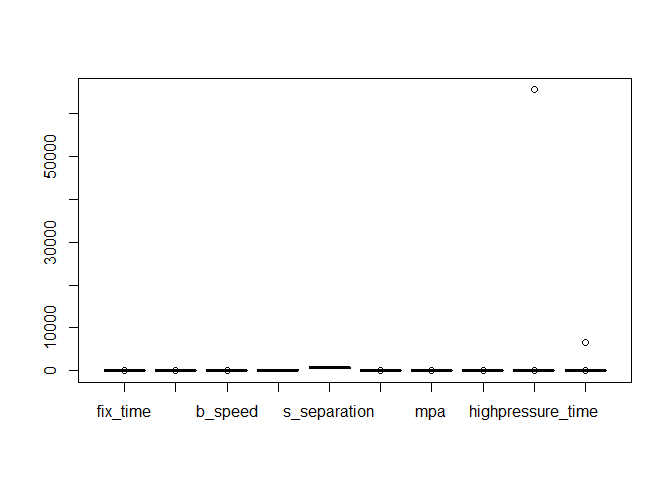 50000
30000
10000
0
fix_time b_speed s_separation mpa highpressure_time